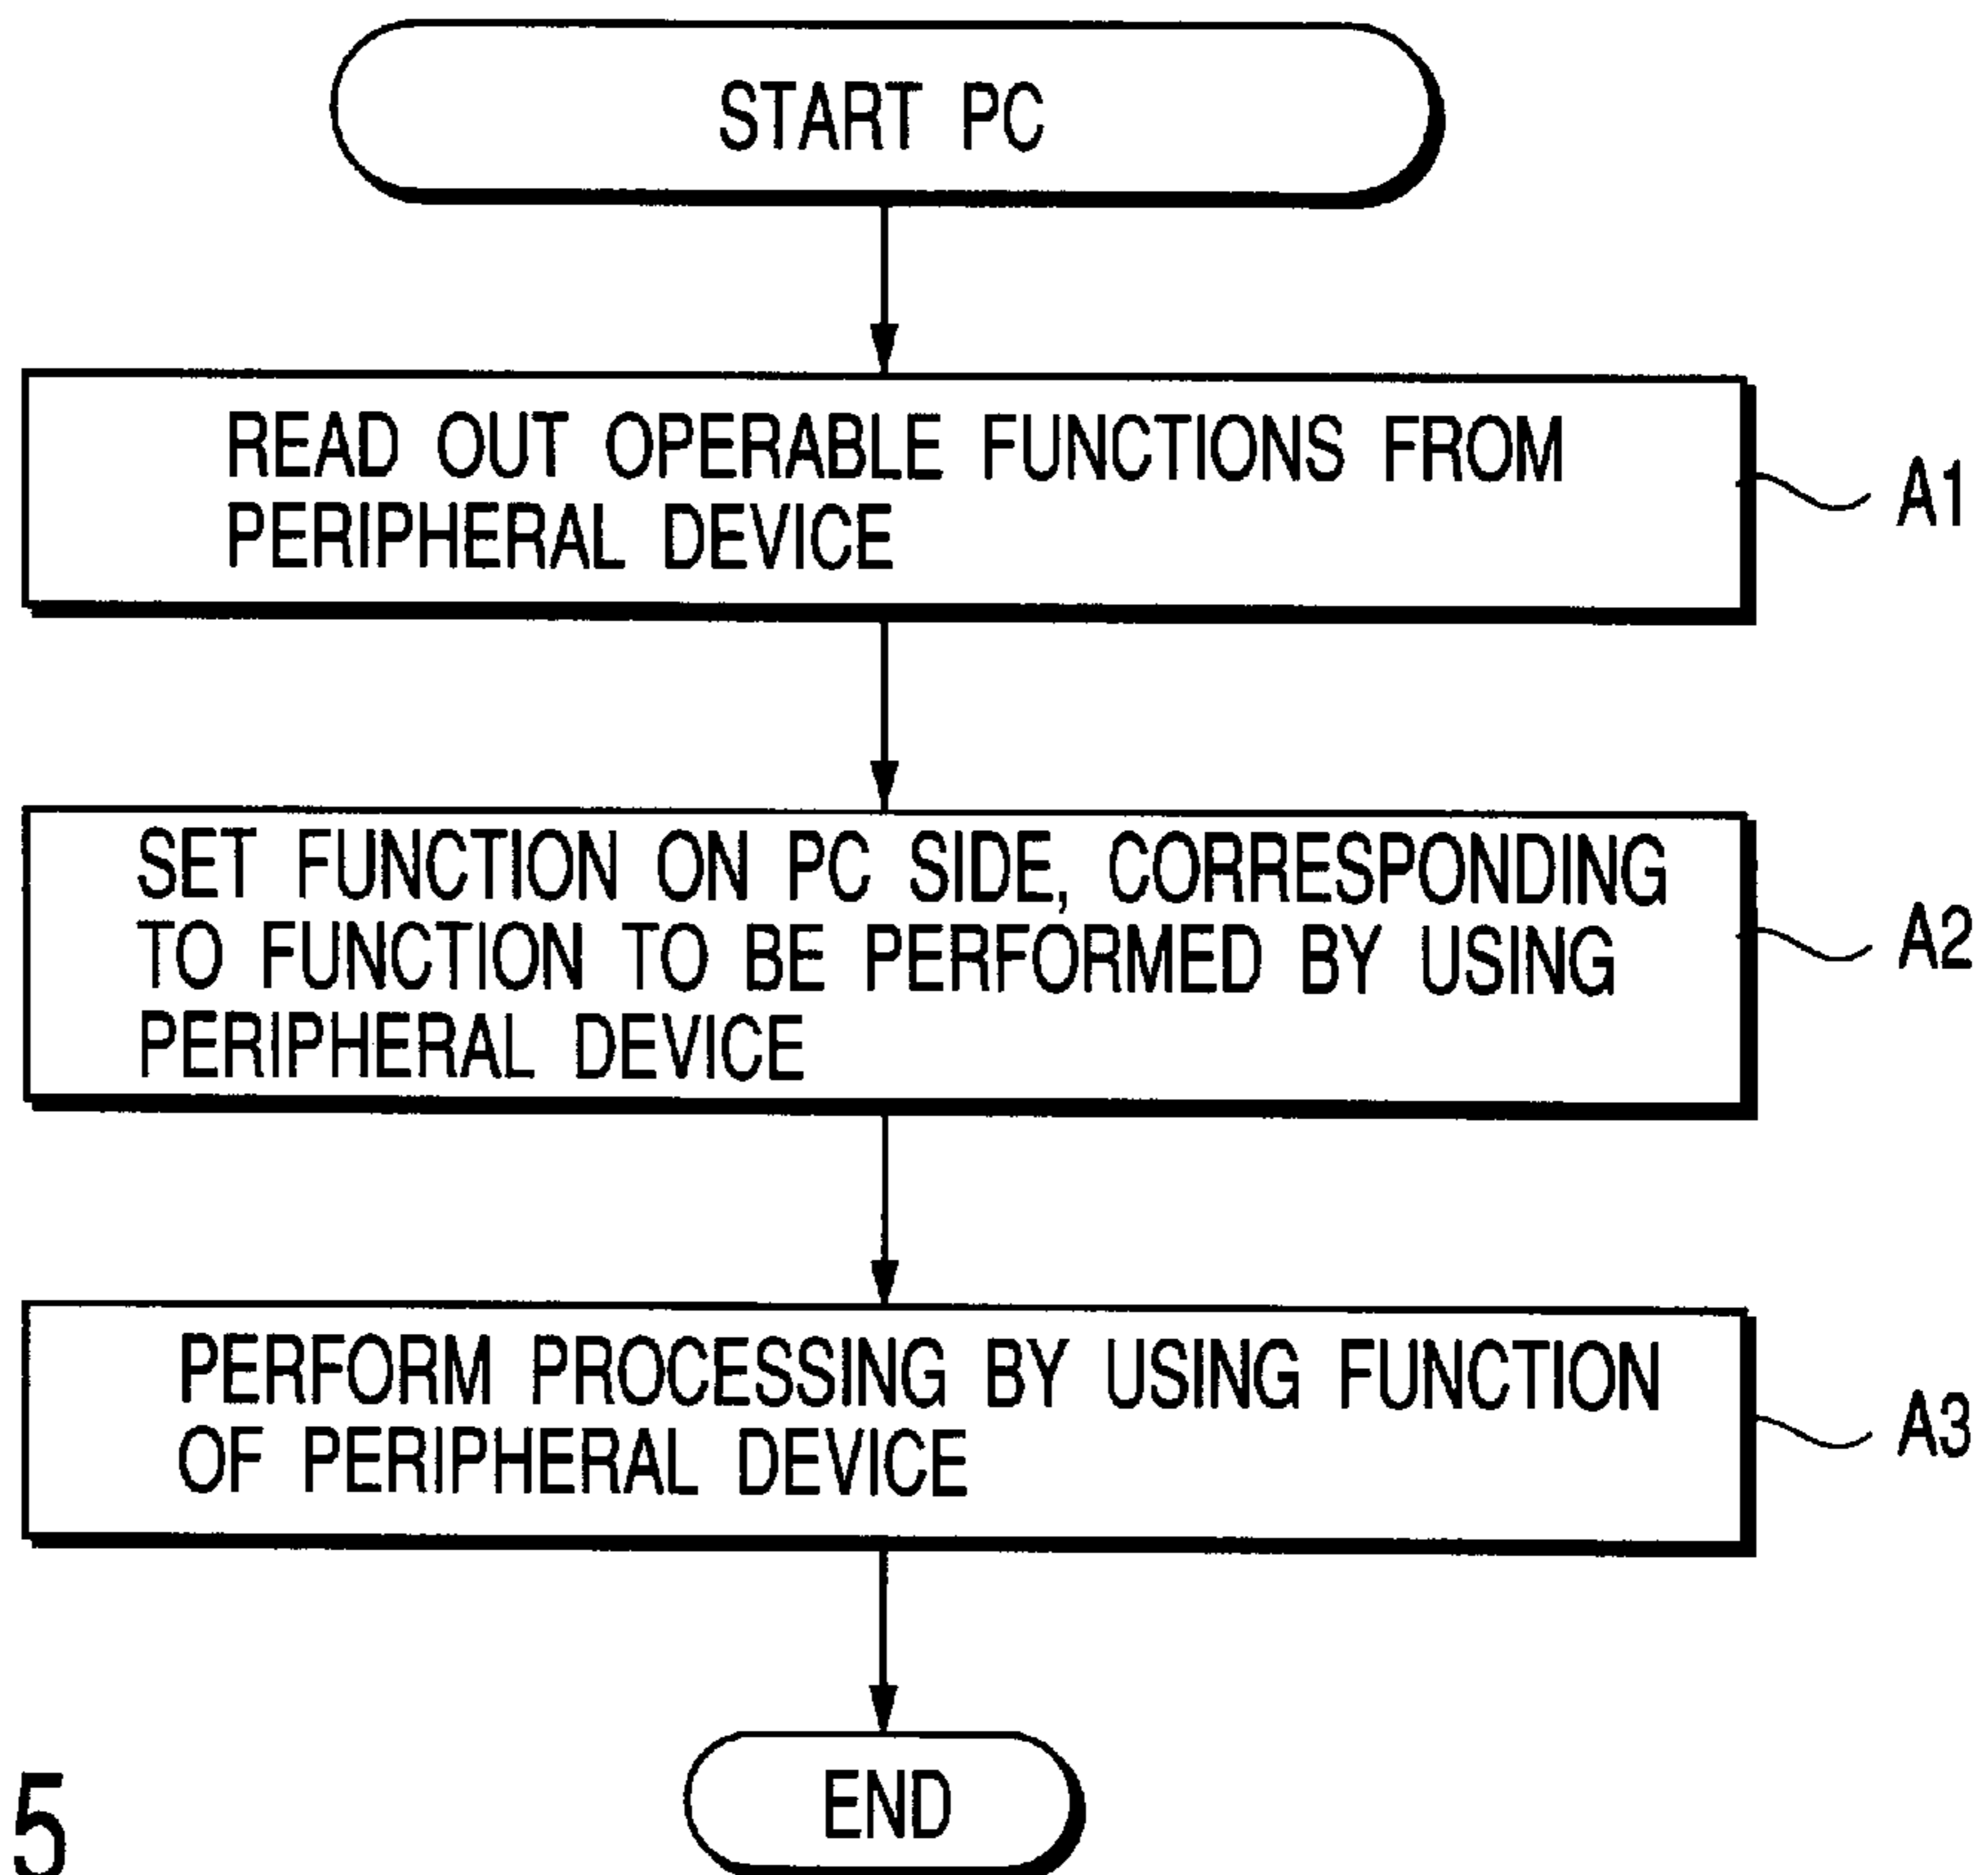 START PC
READ OUT OPERABLE FUNCTIONS FROM
PERIPHERAL DEVICE
A1
SET FUNCTION ON PC SIDE, CORRESPONDING
TO FUNCTION TO BE PERFORMED BY USING
PERIPHERAL DEVICE
A2
PERFORM PROCESSING BY USING FUNCTION
OF PERIPHERAL DEVICE
A3
END
5